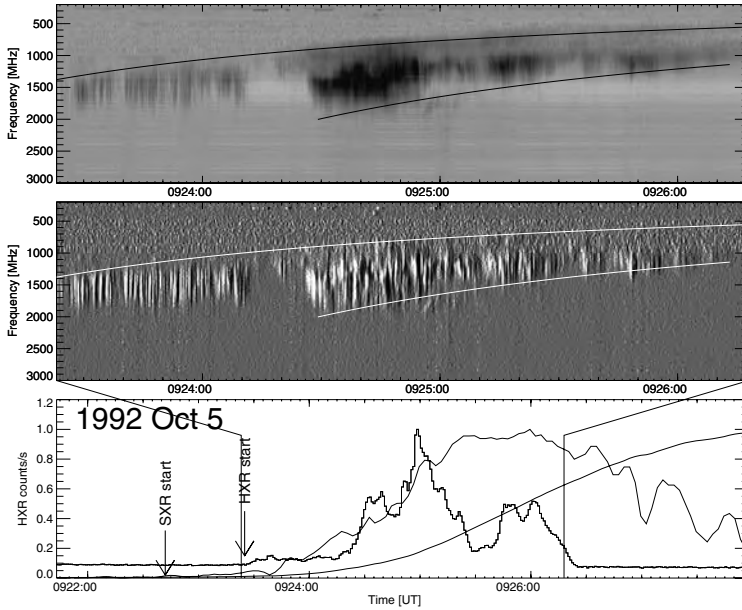 500
1000
1500
2000
2500
3000
Frequency [MHz]
0924:00 0925:00 0926:00
500
1000
1500
2000
2500
3000
Frequency [MHz]
0924:00 0925:00 0926:00
1992 Oct 5
1.2
1.0
0.8
0.6
0.4
0.2
0.0
HXR counts/s
SXR start
HXR start
0922:00 0924:00 0926:00
Time [UT]